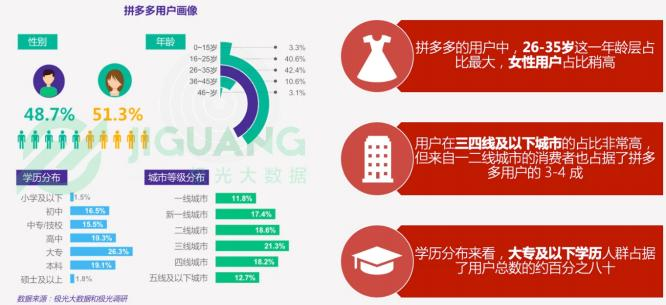 拼多多用户画像
性别
48.7%
51.3%
年龄
0~15岁 3.3%
16~25岁 40.6%
26~35岁 42.4%
36~45岁 10.6%
46~岁 3.1%
JIGUANG
极光大数据
学历分布
小学及以下 1.5%
初中 16.5%
中专/技校 15.5%
高中 19.3%
大专 26.3%
本科 19.1%
硕士及以上 1.8%
城市等级分布
一线城市 11.8%
新一线城市 17.4%
二线城市 18.6%
三线城市 21.3%
四线城市 18.2%
五线及以下城市 12.7%
数据来源：极光大数据和极光调研
拼多多的用户中，26-35岁这一年龄层占
比最大，女性用户占比稍高
用户在三四线及以下城市的占比非常高，
但来自一二线城市的消费者也占据了拼多
多用户的 3-4 成
学历分布来看，大专及以下学历人群占据
了用户总数的约百分之八十